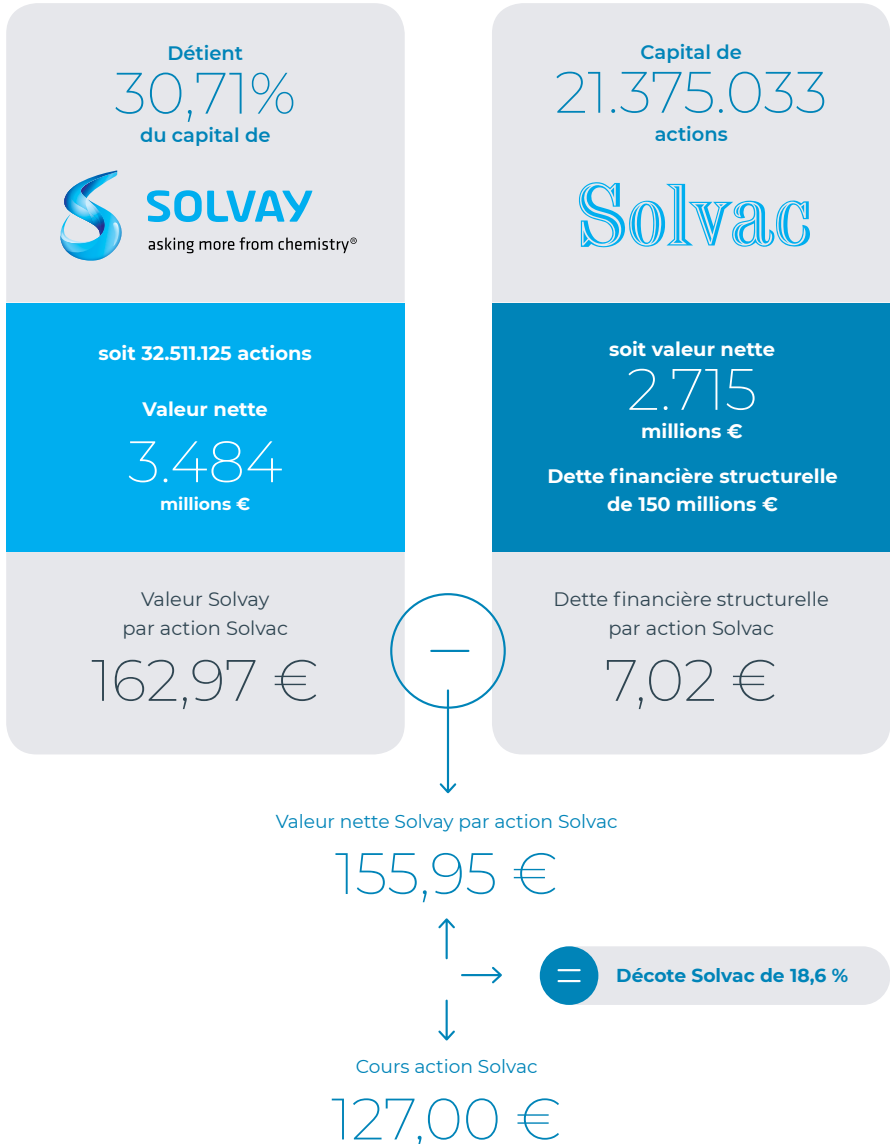 Détient
30,71%
du capital de
SOLVAY
asking more from chemistry®
soit 32.511.125 actions
Valeur nette
3.484
millions €
Valeur Solvay
par action Solvac
162,97 €
Capital de
21.375.033
actions
Solvac
soit valeur nette
2.715
millions €
Dette financière structurelle
de 150 millions €
Dette financière structurelle
par action Solvac
7,02 €
—
Valeur nette Solvay par action Solvac
155,95 €
= Décote Solvac de 18,6 %
Cours action Solvac
127,00 €